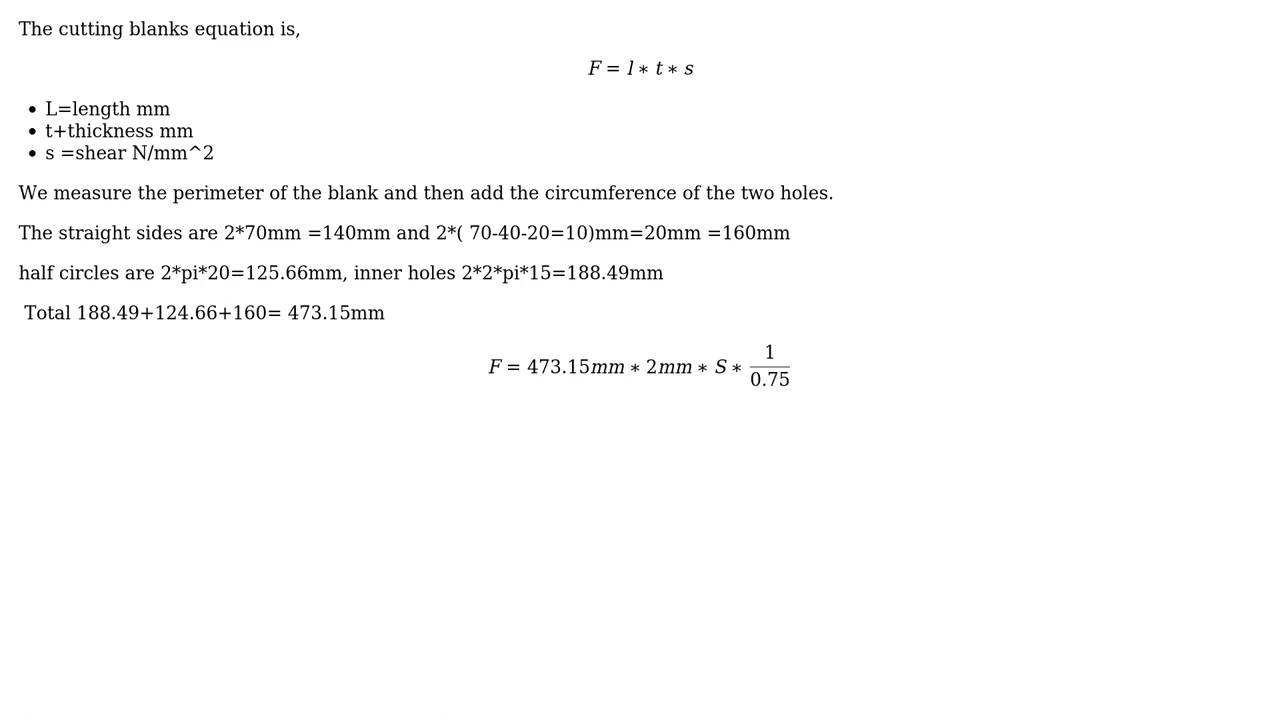 The cutting blanks equation is,
F = l ∗ t ∗ s
• L=length mm
• t+thickness mm
• s =shear N/mm^2
We measure the perimeter of the blank and then add the circumference of the two holes.
The straight sides are 2*70mm =140mm and 2*( 70-40-20=10)mm=20mm =160mm
half circles are 2*pi*20=125.66mm, inner holes 2*2*pi*15=188.49mm
Total 188.49+124.66+160= 473.15mm
F = 473.15mm ∗ 2mm ∗ S ∗ 1/0.75